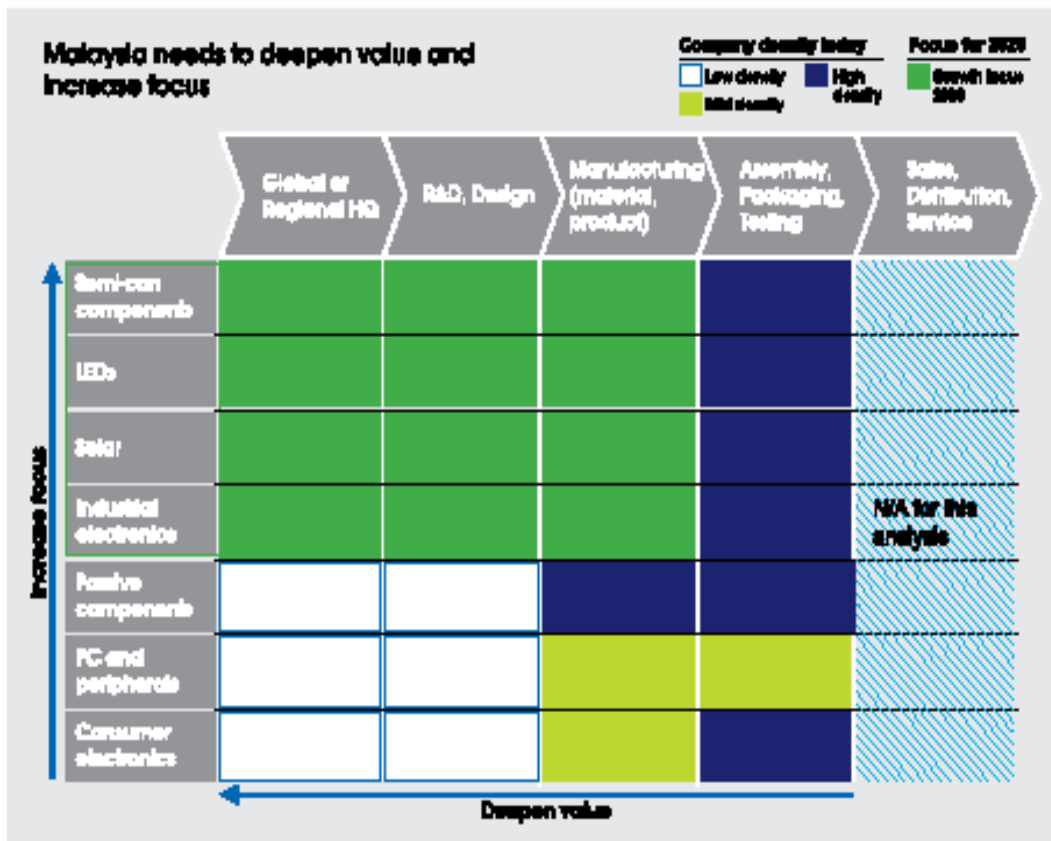 Malaysia needs to deepen value and
increase focus
Company density today
Focus for 2020
Low density
High
density
Mid density
Growth focus
Global or
Regional HQ
R&D, Design
Manufacturing
(material,
product)
Assembly,
Packaging,
Testing
Sales,
Distribution,
Service
Semi-con
components
LEDs
Solar
Industrial
electronics
Passive
components
PC and
peripherals
Consumer
electronics
N/A for this
analysis
Increase focus
Deepen value